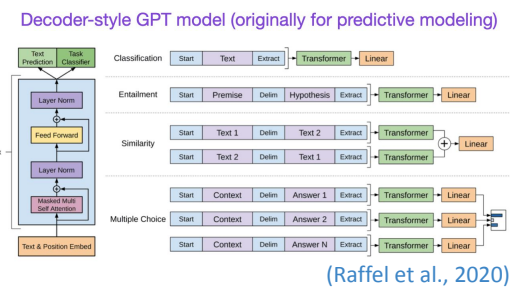 Decoder-style GPT model (originally for predictive modeling)
Text
Prediction
Task
Classifier
Layer Norm
+
Feed Forward
Layer Norm
+
Masked Multi
Self Attention
Text & Position Embed
Classification Start Text Extract Transformer Linear
Entailment Start Premise Delim Hypothesis Extract Transformer Linear
Similarity
Start Text 1 Delim Text 2 Extract Transformer
+ Linear
Start Text 2 Delim Text 1 Extract Transformer
Multiple Choice
Start Context Delim Answer 1 Extract Transformer Linear
Start Context Delim Answer 2 Extract Transformer Linear
Start Context Delim Answer N Extract Transformer Linear
(Raffel et al., 2020)